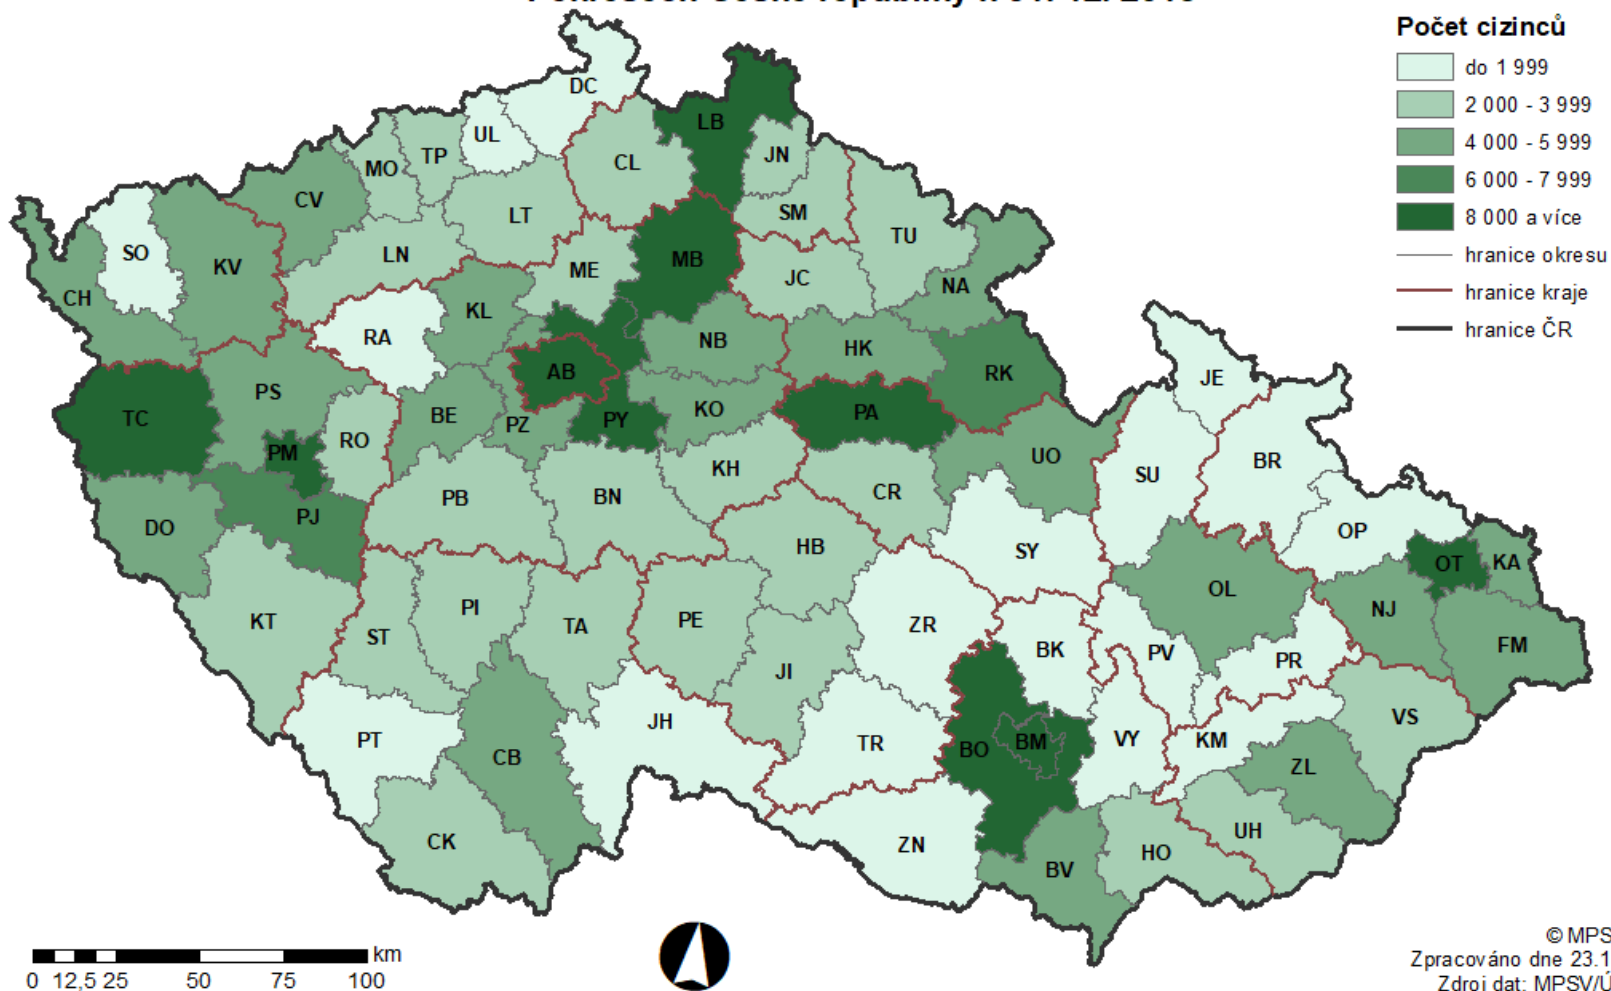 Počet cizinců
do 1 999
2 000 - 3 999
4 000 - 5 999
6 000 - 7 999
8 000 a více
hranice okresu
hranice kraje
hranice ČR
DC
UL
LB
TP
MO
CL
JN
CV
LT
SM
SO
TU
LN
KV
MB
ME
JC
CH
NA
KL
RA
NB
HK
AB
RK
JE
PS
TC
BE
KO
PA
PZ
PY
RO
PM
UO
BR
KH
SU
PB
BN
CR
PJ
DO
OP
HB
SY
OT
KA
OL
PI
NJ
KT
PE
ZR
TA
ST
FM
BK
PV
PR
JI
VS
JH
PT
TR
BO
BM
VY
KM
CB
ZL
UH
CK
ZN
HO
BV
km
0 12,5 25 50 75 100
© MPS
Zpracováno dne 23.1
Zdroj dat: MPSV/Ú